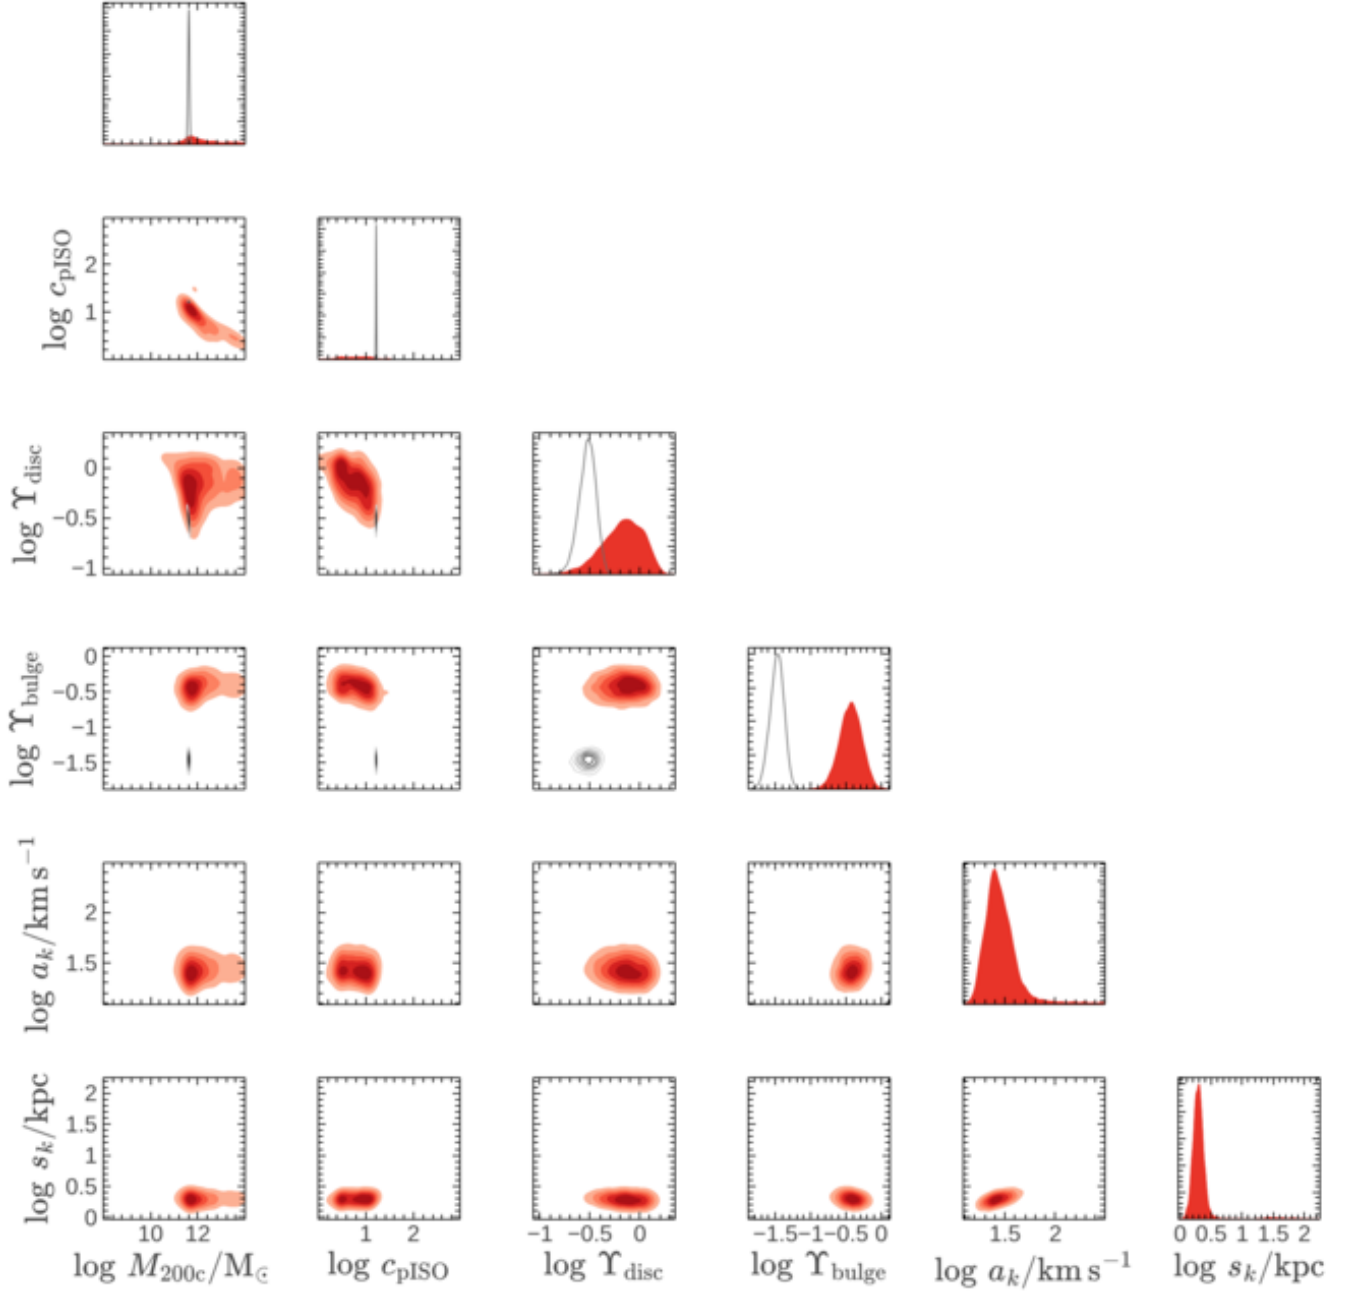 log c_pISO
2
1
log ϒ_disc
0
−0.5
−1
log ϒ_bulge
0
−0.5
−1
−1.5
log a_k/km s^−1
2
1.5
log s_k/kpc
2
1.5
1
0.5
0
10 12
1 2
−1 −0.5 0
−1.5 −1 −0.5 0
1.5 2
0 0.5 1 1.5 2
log M_200c/M_⊙
log c_pISO
log ϒ_disc
log ϒ_bulge
log a_k/km s^−1
log s_k/kpc